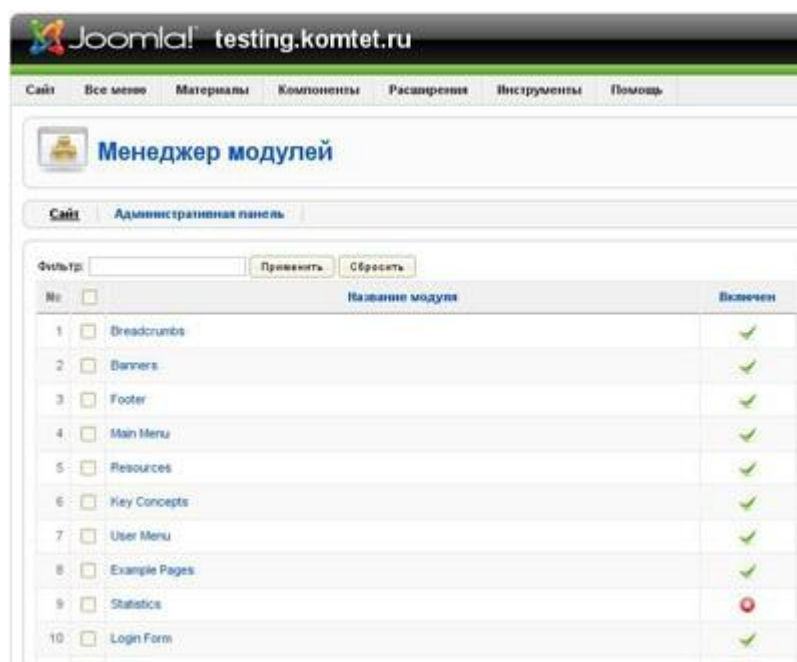 Joomla! testing.komtet.ru
Сайт Все меню Материалы Компоненты Расширения Инструменты Помощь
Менеджер модулей
Сайт Административная панель
Фильтр: Применить Сбросить
№ Название модуля Включен
1 Breadcrumbs
2 Banners
3 Footer
4 Main Menu
5 Resources
6 Key Concepts
7 User Menu
8 Example Pages
9 Statistics
10 Login Form